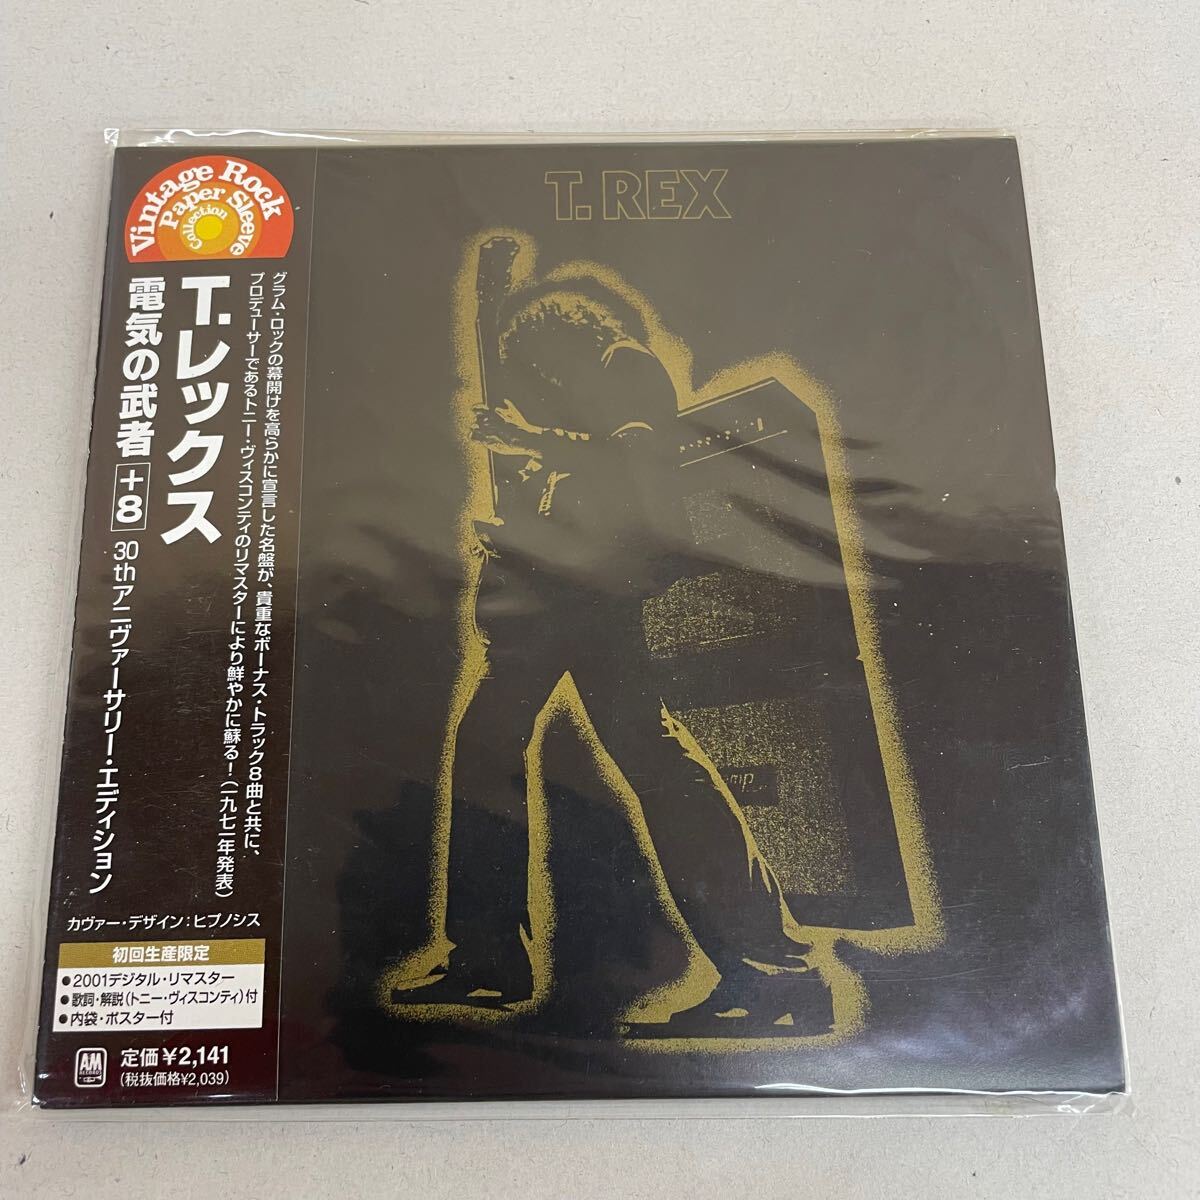 Vintage Rock
Paper Sleeve
Collection
T.REX
T.レックス
電気の武者 +8 30thアニヴァーサリー・エディション
グラム・ロックの幕開けを高らかに宣言した名盤が、貴重なボーナス・トラック8曲と共に、
プロデューサーであるトニー・ヴィスコンティのリマスターにより鮮やかに蘇る!(一九七一年発表)
カヴァー・デザイン:ヒプノシス
初回生産限定
●2001デジタル・リマスター
●歌詞・解説(トニー・ヴィスコンティ)付
●内袋・ポスター付
AM
RECORDS
定価¥2,141
(税抜価格¥2,039)